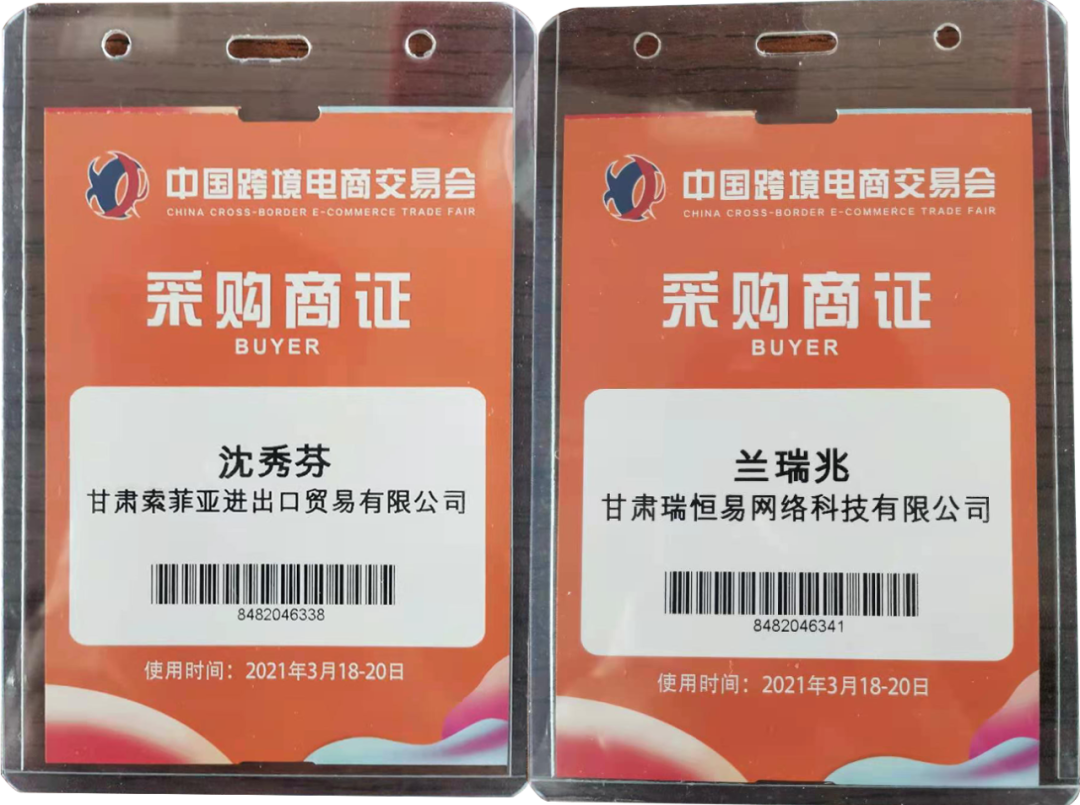 中国跨境电商交易会
CHINA CROSS-BORDER E-COMMERCE TRADE FAIR
采购商证
BUYER
沈秀芬
甘肃索菲亚进出口贸易有限公司
8482046338
使用时间：2021年3月18-20日
中国跨境电商交易会
CHINA CROSS-BORDER E-COMMERCE TRADE FAIR
采购商证
BUYER
兰瑞兆
甘肃瑞恒易网络科技有限公司
8482046341
使用时间：2021年3月18-20日